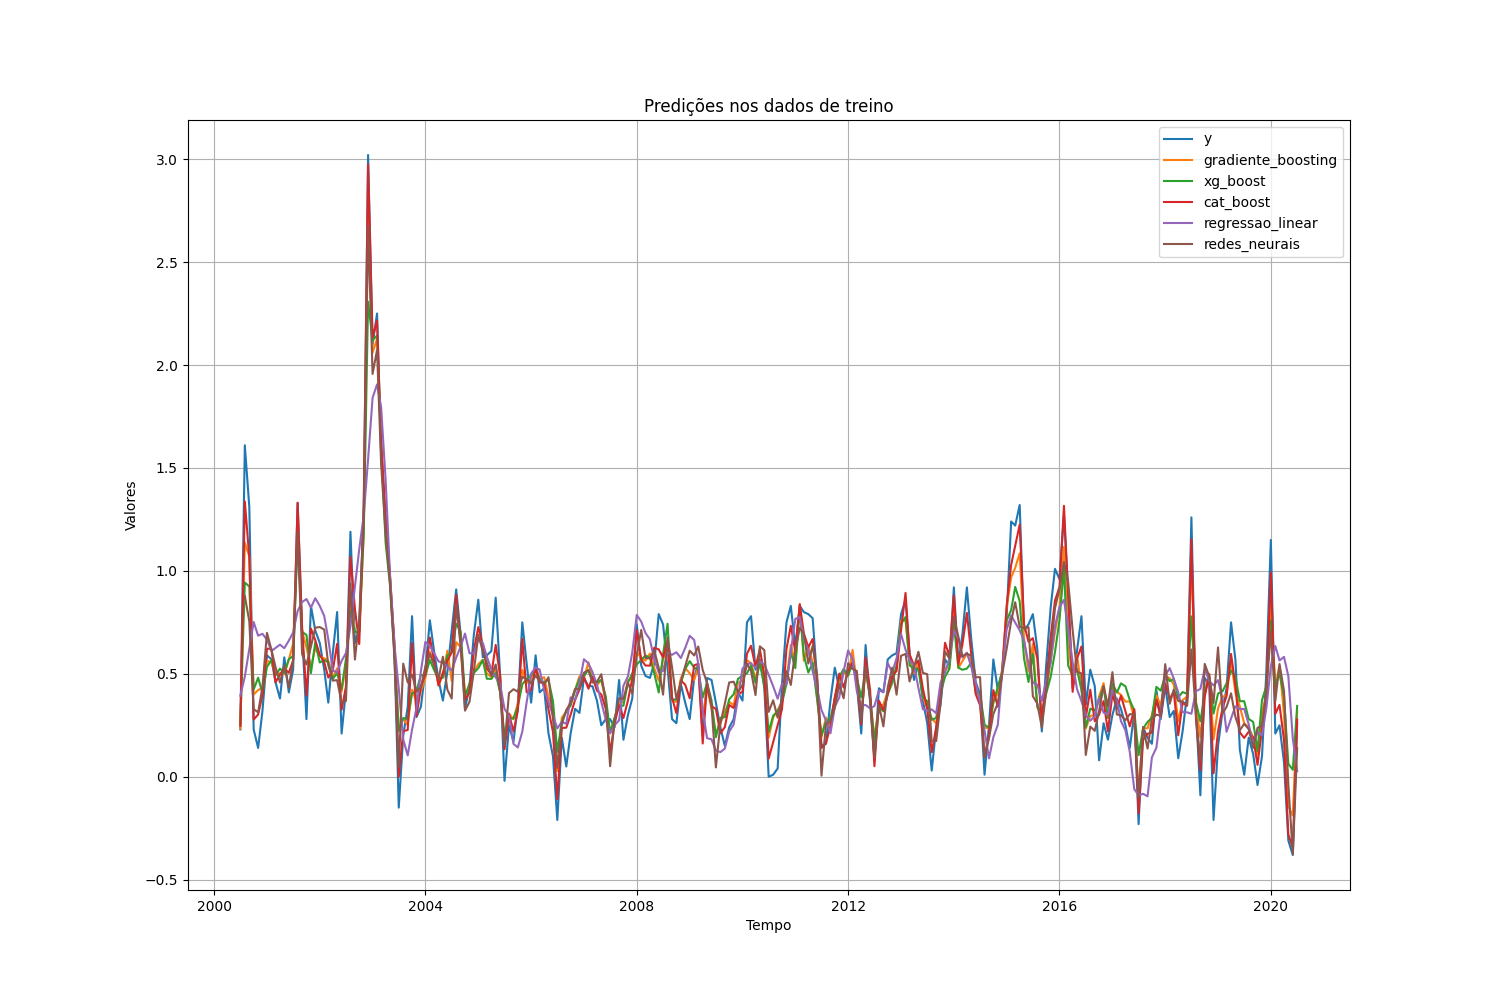 Predições nos dados de treino
y
gradiente_boosting
xg_boost
cat_boost
regressao_linear
redes_neurais
Valores
3.0
2.5
2.0
1.5
1.0
0.5
0.0
−0.5
2000
2004
2008
2012
2016
2020
Tempo